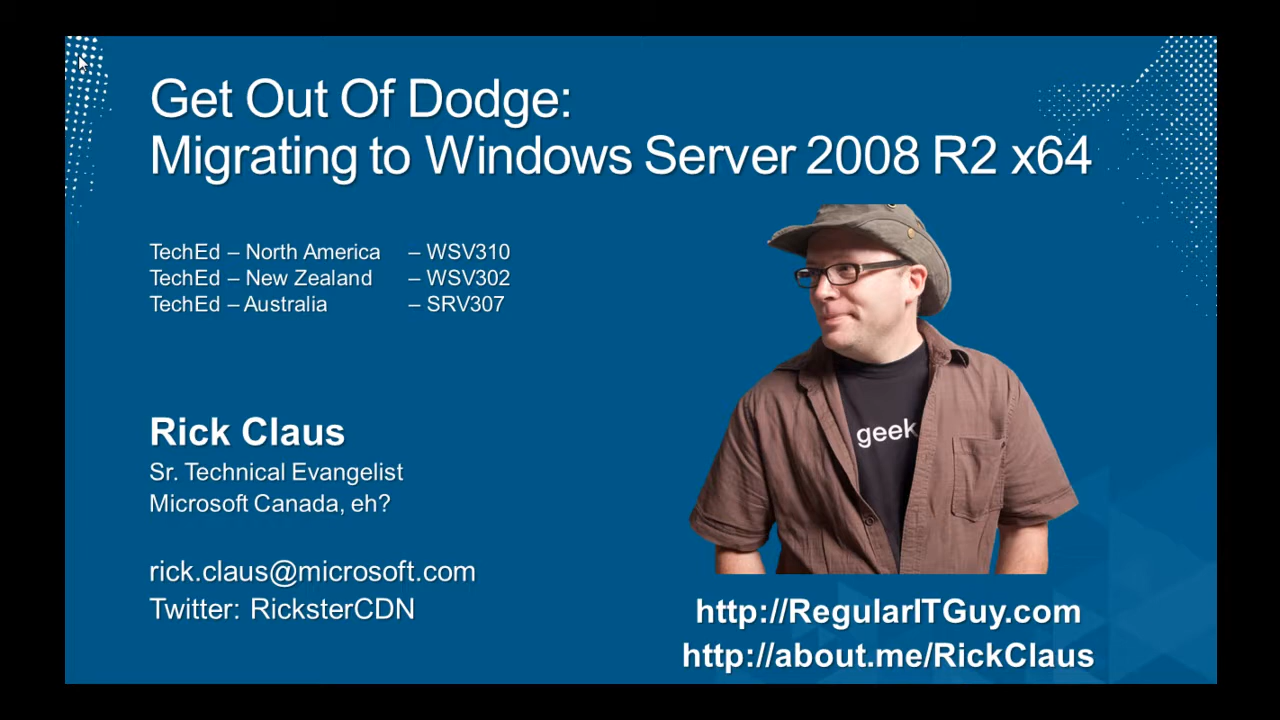 Get Out Of Dodge:
Migrating to Windows Server 2008 R2 x64
TechEd – North America – WSV310
TechEd – New Zealand – WSV302
TechEd – Australia – SRV307
geek
Rick Claus
Sr. Technical Evangelist
Microsoft Canada, eh?
rick.claus@microsoft.com
Twitter: RicksterCDN
http://RegularITGuy.com
http://about.me/RickClaus